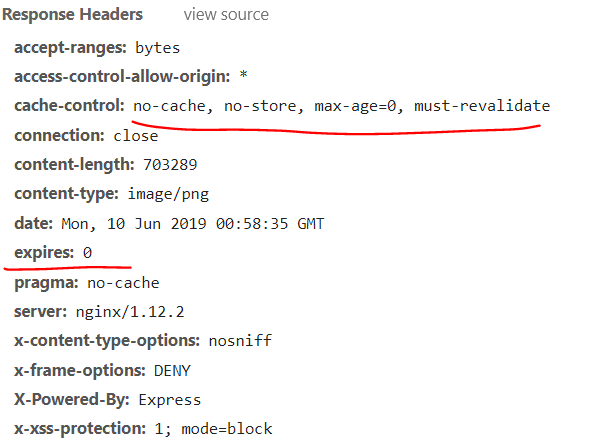 Response Headers view source
accept-ranges: bytes
access-control-allow-origin: *
cache-control: no-cache, no-store, max-age=0, must-revalidate
connection: close
content-length: 703289
content-type: image/png
date: Mon, 10 Jun 2019 00:58:35 GMT
expires: 0
pragma: no-cache
server: nginx/1.12.2
x-content-type-options: nosniff
x-frame-options: DENY
X-Powered-By: Express
x-xss-protection: 1; mode=block